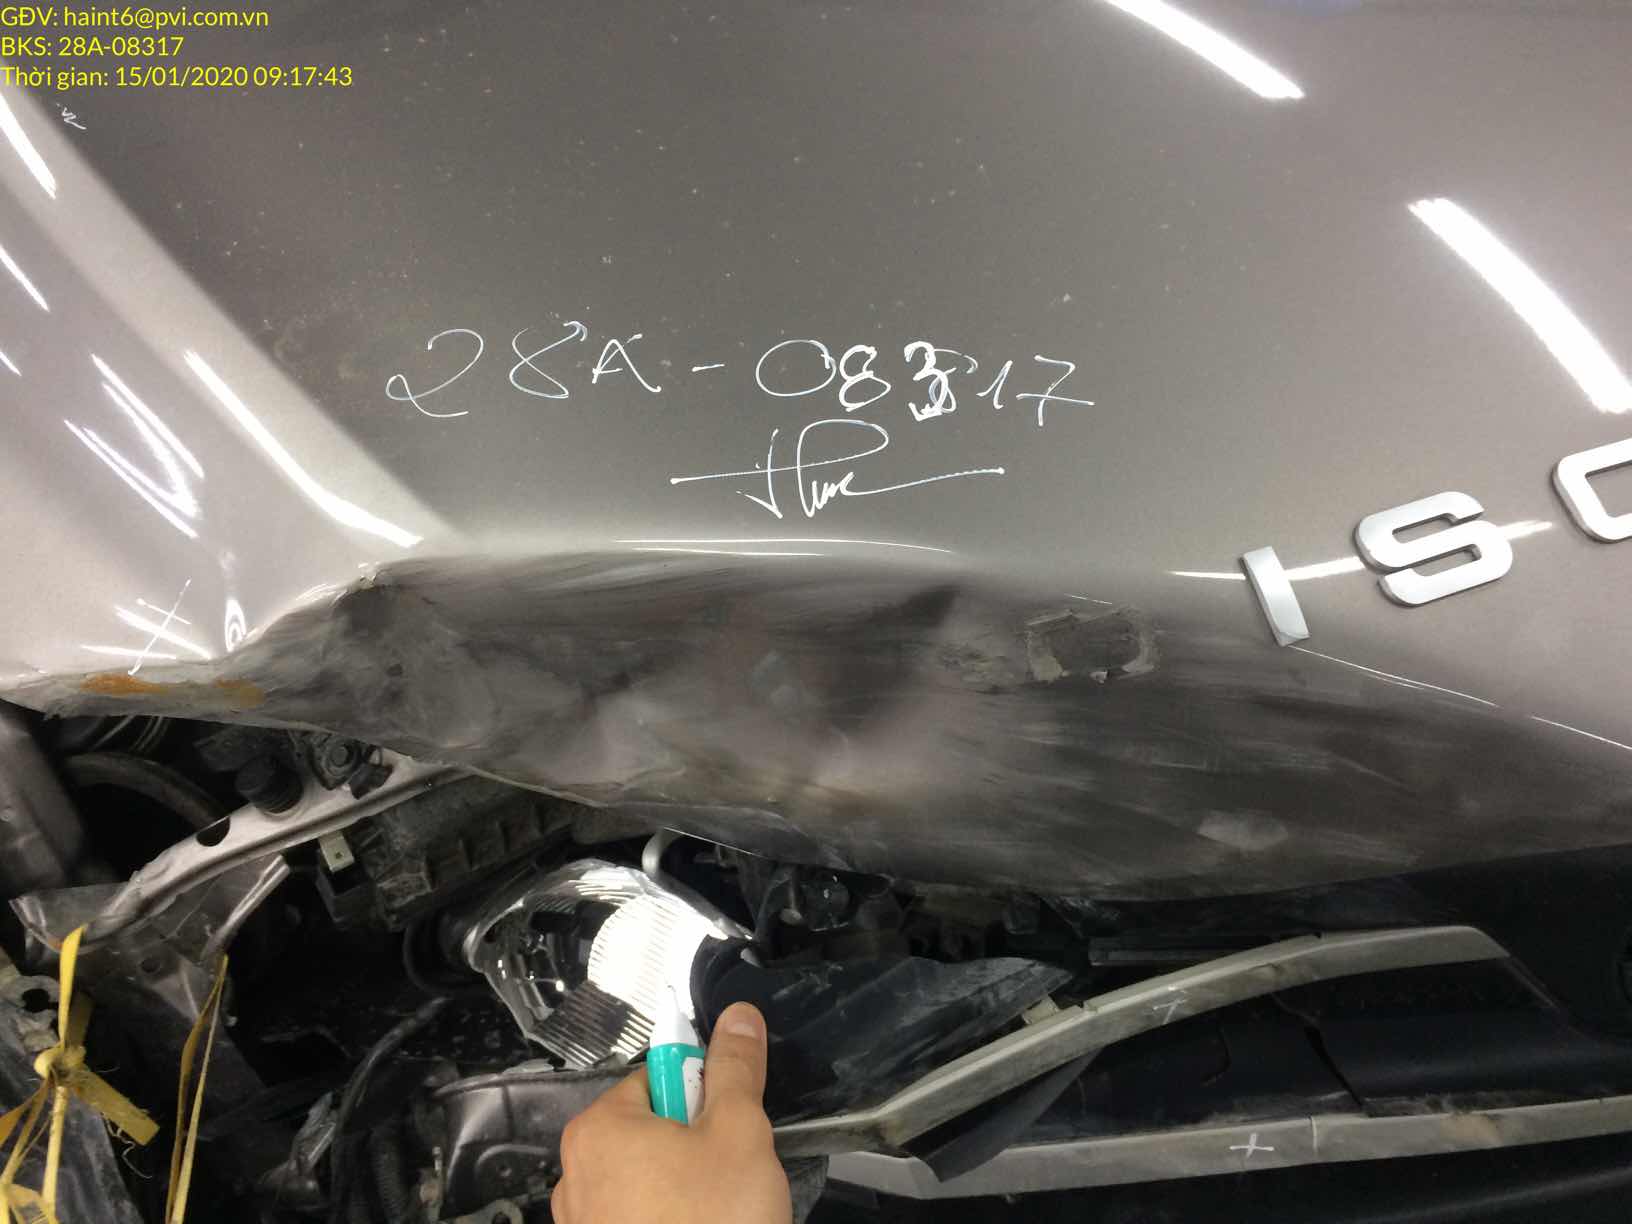 GĐV: haint6@pvi.com.vn
BKS: 28A-08317
Thời gian: 15/01/2020 09:17:43
28A-08317
ISO